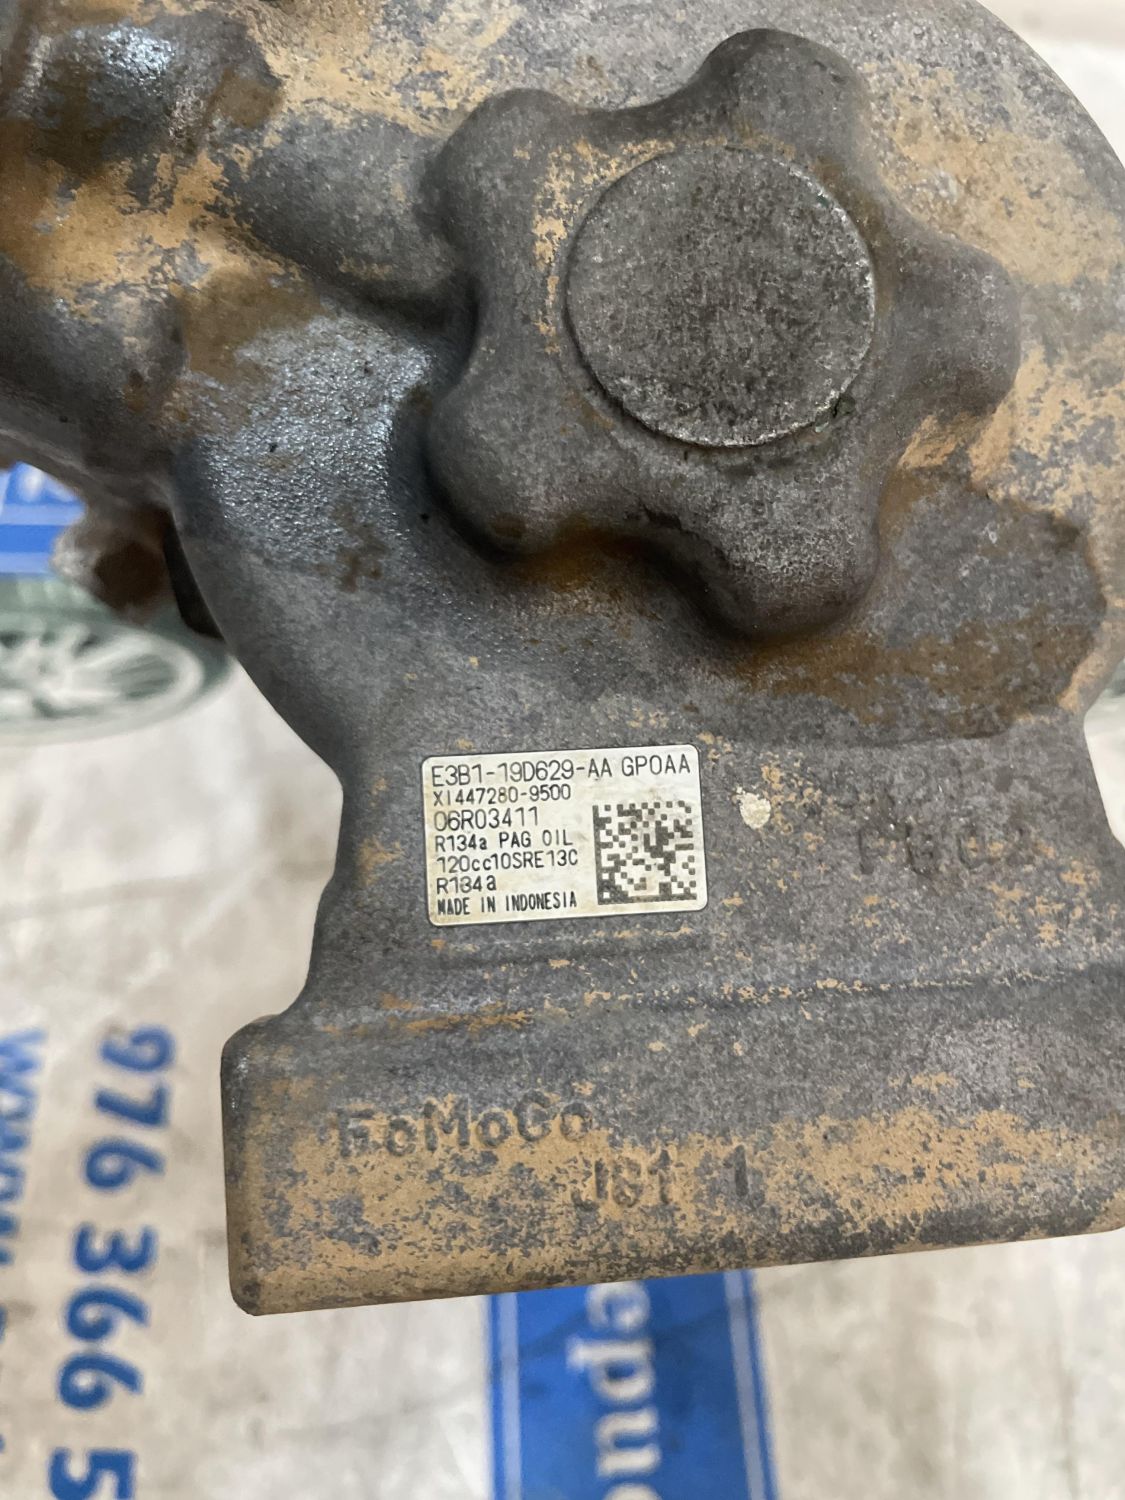 E3B1-19D629-AA GPOAA
XI447280-9500
06R03411
R134a PAG OIL
120cc10SRE13C
R134a
MADE IN INDONESIA
FoMoCo
976 366 5
epu